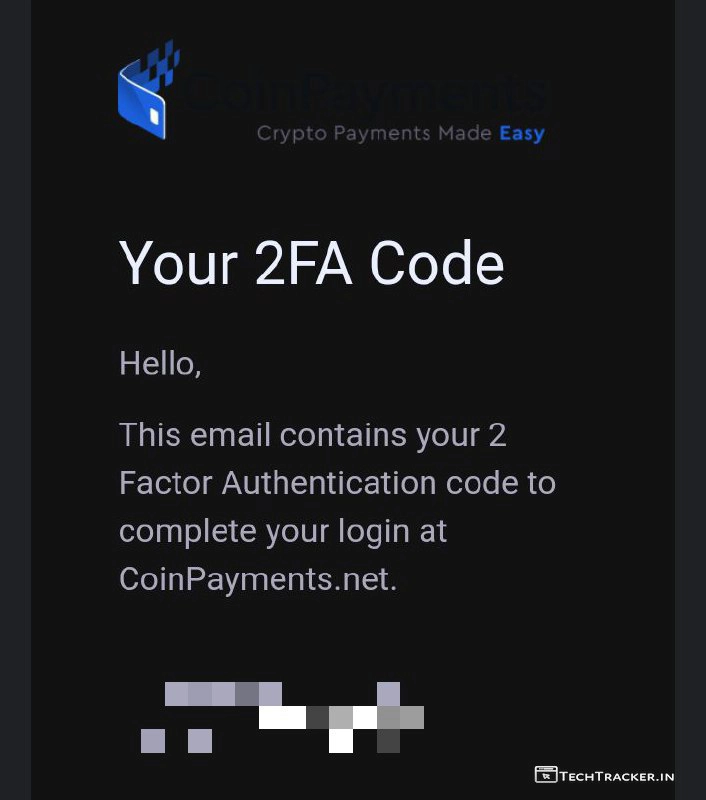 CoinPayments
Crypto Payments Made Easy
Your 2FA Code
Hello,
This email contains your 2
Factor Authentication code to
complete your login at
CoinPayments.net.
TECHTRACKER.IN